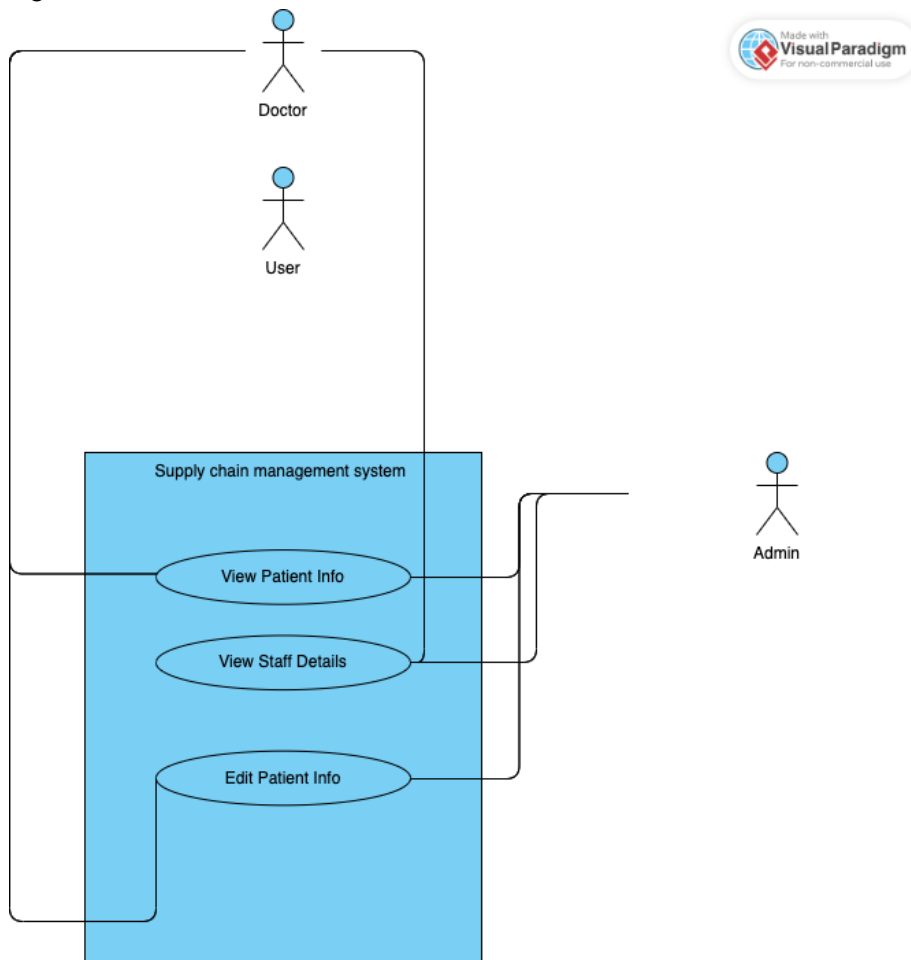 Made with
Visual Paradigm
For non-commercial use
Doctor
User
Supply chain management system
Admin
View Patient Info
View Staff Details
Edit Patient Info